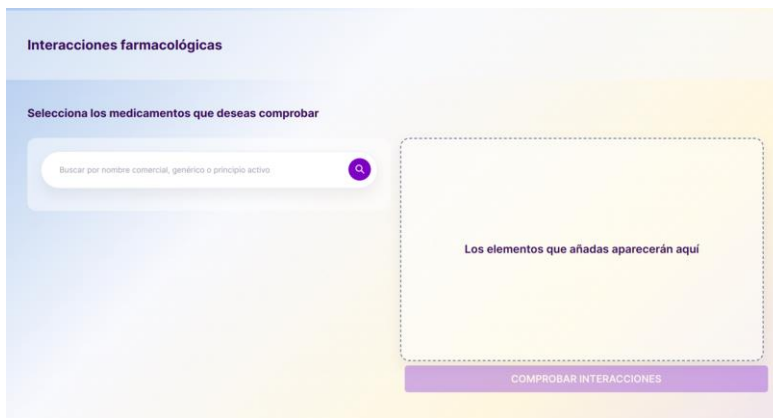 Interacciones farmacológicas
Selecciona los medicamentos que deseas comprobar
Buscar por nombre comercial, genérico o principio activo
Los elementos que añadas aparecerán aquí
COMPROBAR INTERACCIONES